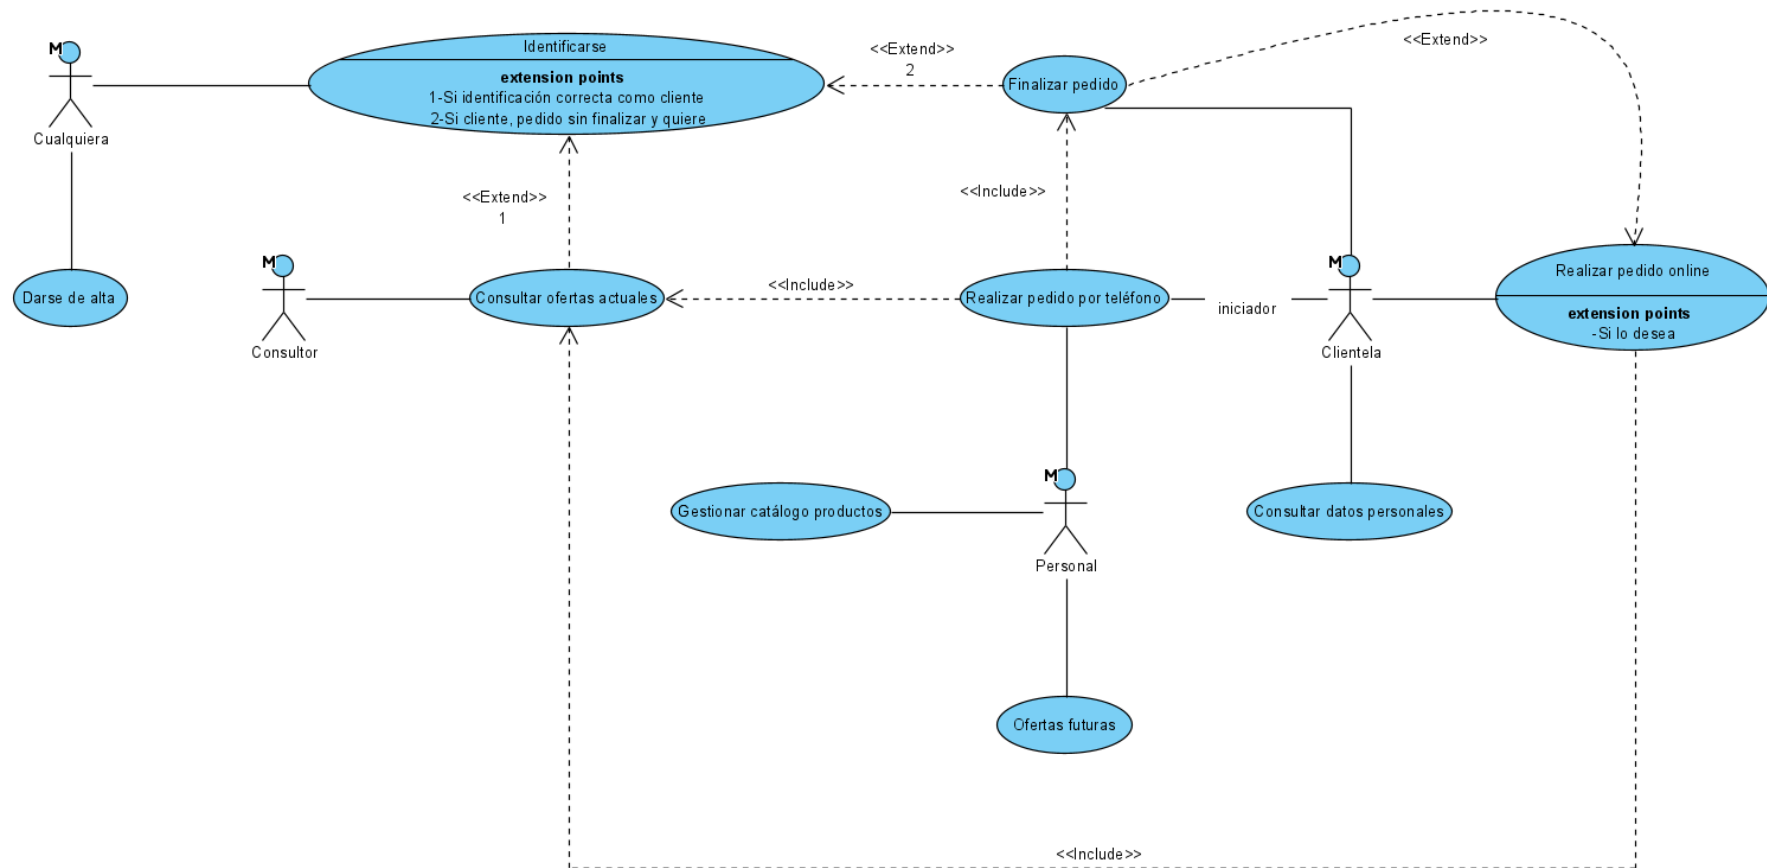 Identificarse
extension points
1-Si identificación correcta como cliente
2-Si cliente, pedido sin finalizar y quiere
M
Cualquiera
<<Extend>>
2
Finalizar pedido
<<Extend>>
<<Extend>>
1
<<Include>>
Darse de alta
M
Consultor
Consultar ofertas actuales
<<Include>>
Realizar pedido por teléfono
iniciador
M
Clientela
Realizar pedido online
extension points
-Si lo desea
Gestionar catálogo productos
M
Personal
Consultar datos personales
Ofertas futuras
<<Include>>